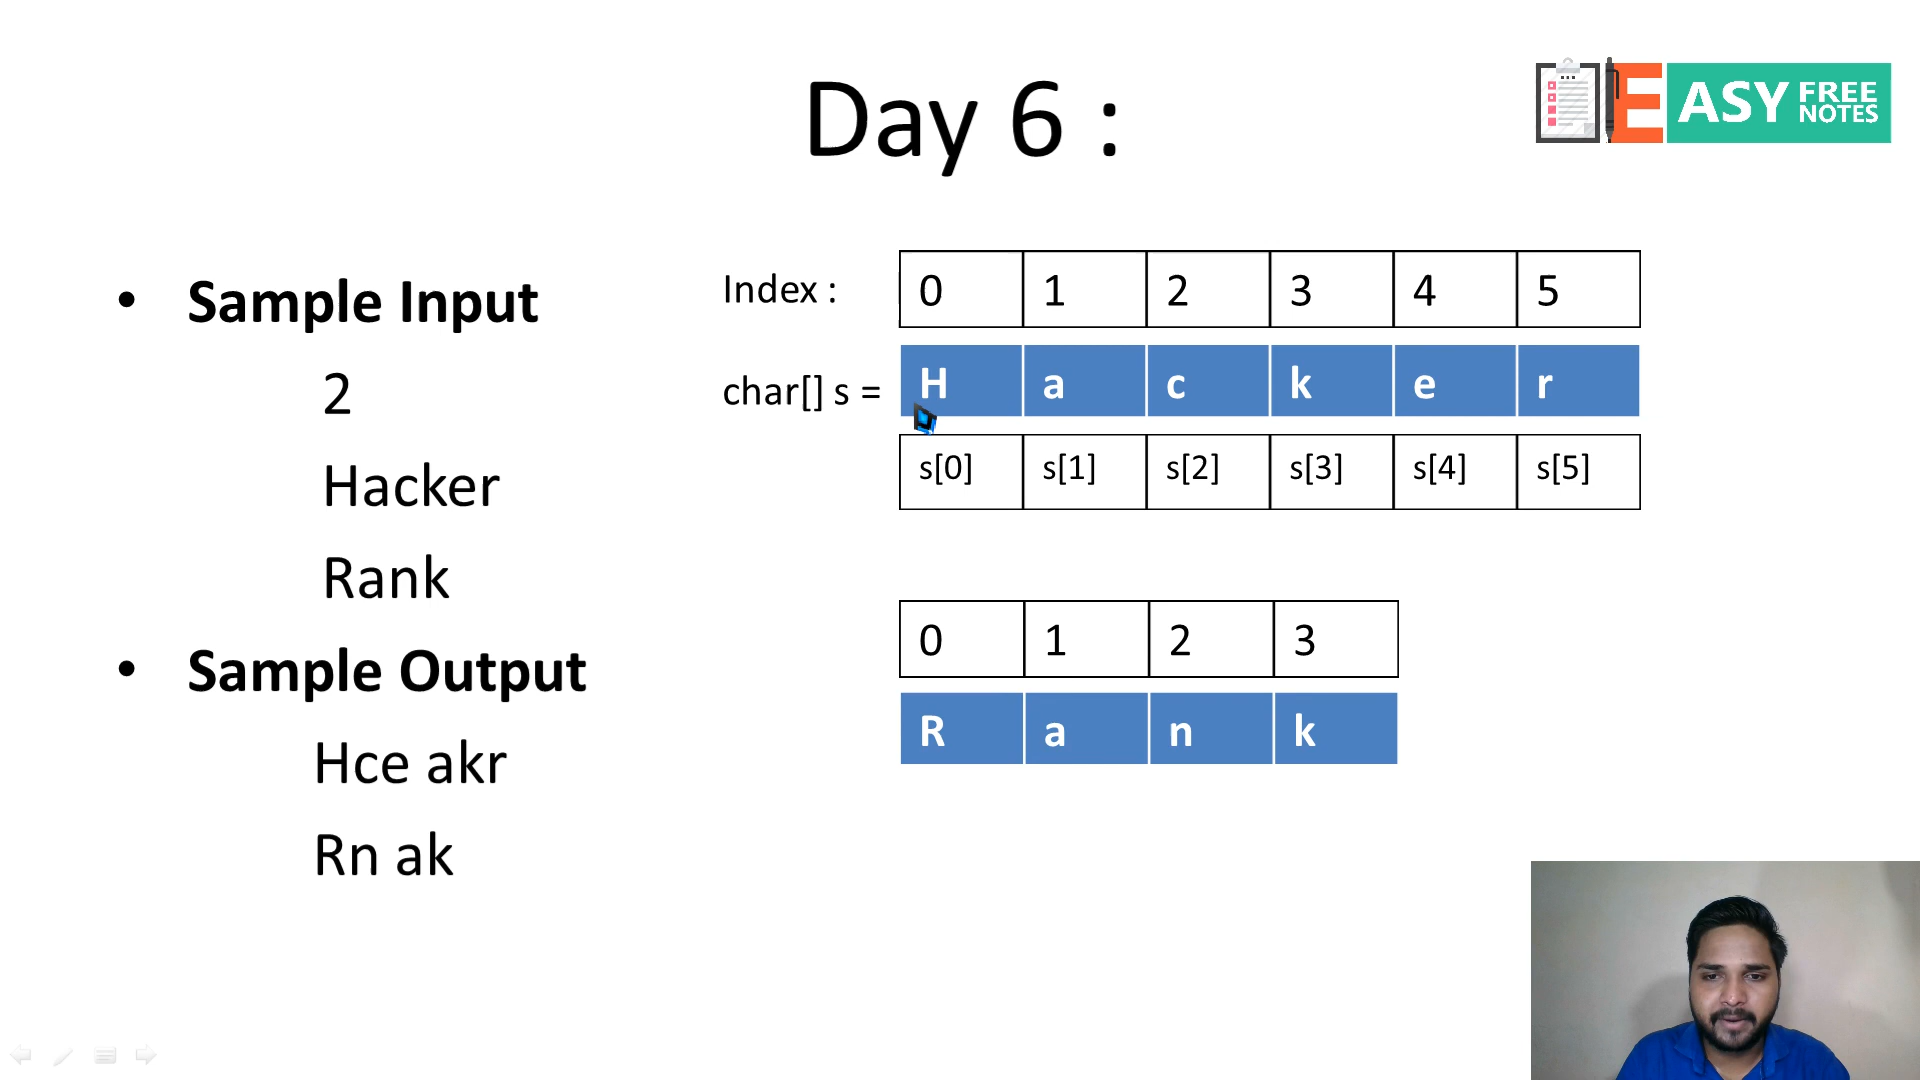 Day 6 :
EASY FREE NOTES
• Sample Input
2
Hacker
Rank
• Sample Output
Hce akr
Rn ak
Index : 0 1 2 3 4 5
char[] s = H a c k e r
s[0] s[1] s[2] s[3] s[4] s[5]
0 1 2 3
R a n k